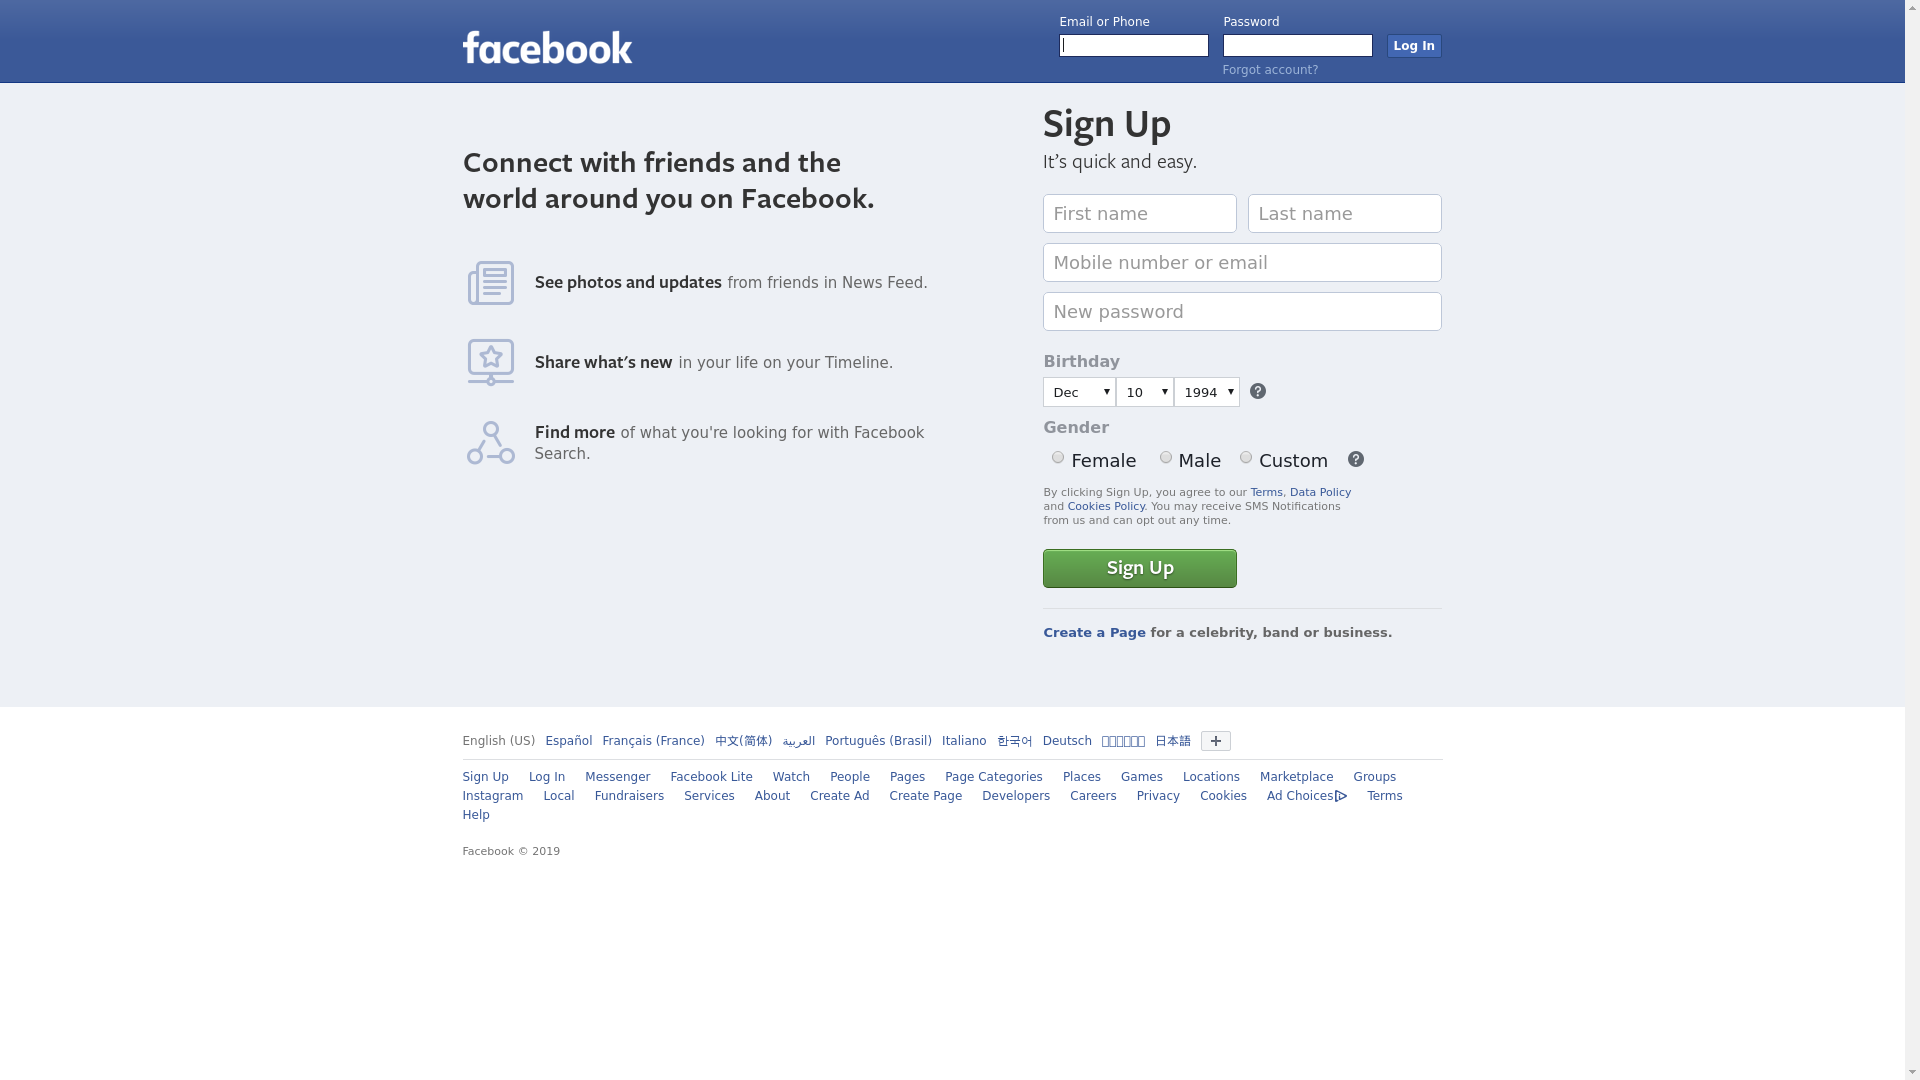 facebook
Email or Phone
Password
Log In
Forgot account?
Sign Up
It's quick and easy.
Connect with friends and the
world around you on Facebook.
See photos and updates from friends in News Feed.
Share what's new in your life on your Timeline.
Find more of what you're looking for with Facebook
Search.
First name
Last name
Mobile number or email
New password
Birthday
Dec 10 1994
Gender
Female Male Custom
By clicking Sign Up, you agree to our Terms, Data Policy
and Cookies Policy. You may receive SMS Notifications
from us and can opt out any time.
Sign Up
Create a Page for a celebrity, band or business.
English (US) Español Français (France) 中文(简体) العربية Português (Brasil) Italiano 한국어 Deutsch 日本語
Sign Up Log In Messenger Facebook Lite Watch People Pages Page Categories Places Games Locations Marketplace Groups
Instagram Local Fundraisers Services About Create Ad Create Page Developers Careers Privacy Cookies Ad Choices Terms
Help
Facebook © 2019